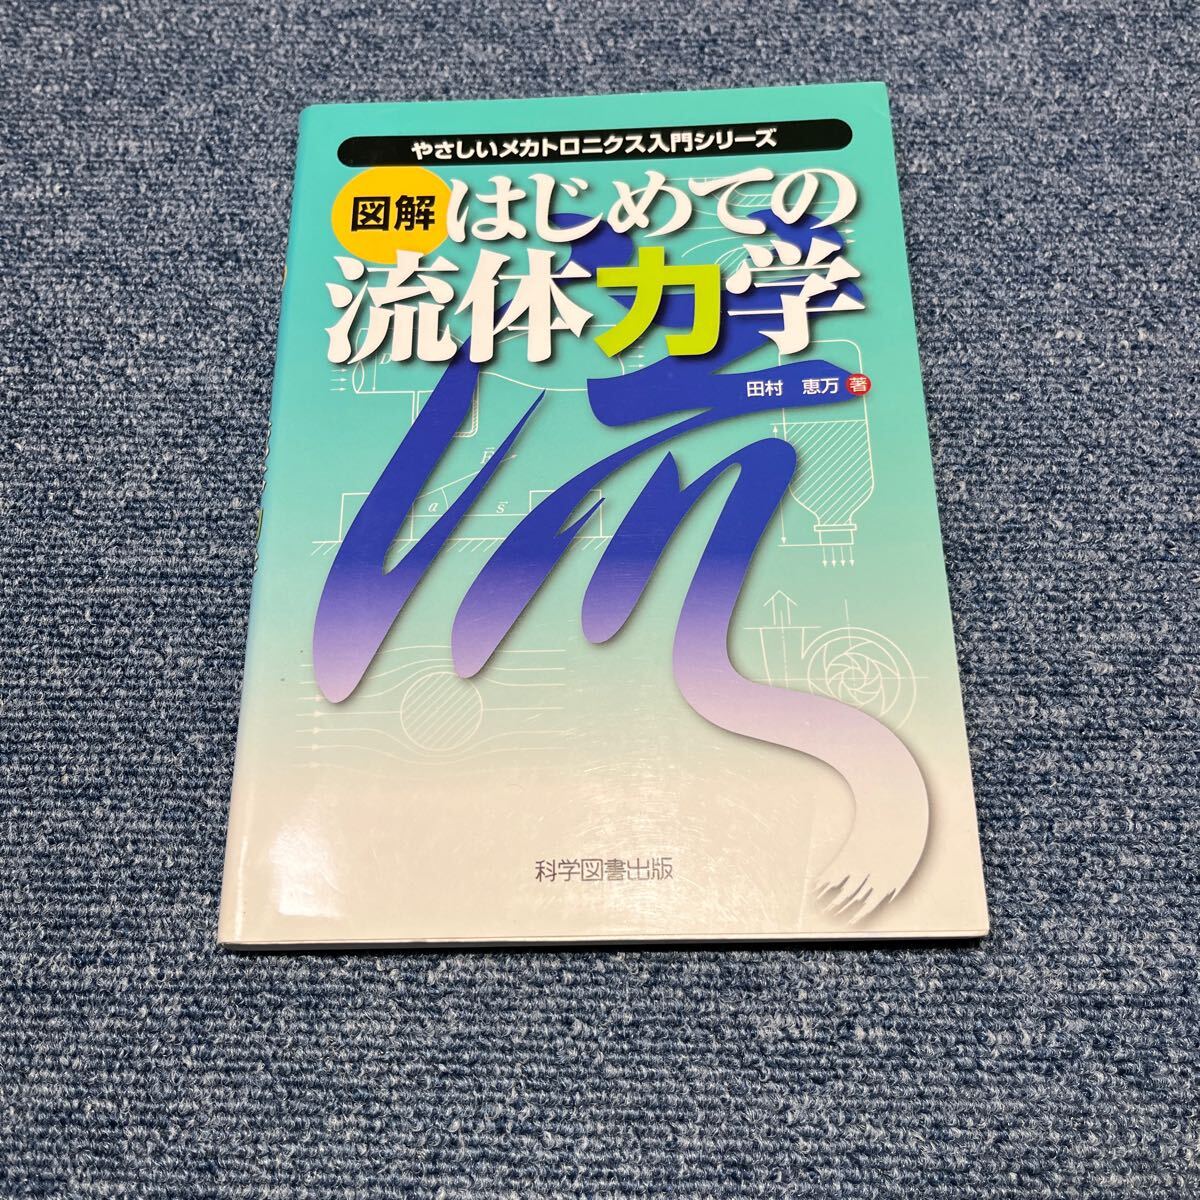 やさしいメカトロニクス入門シリーズ
図解 はじめての
流体力学
田村 恵万 著
D
F
a s
科学図書出版